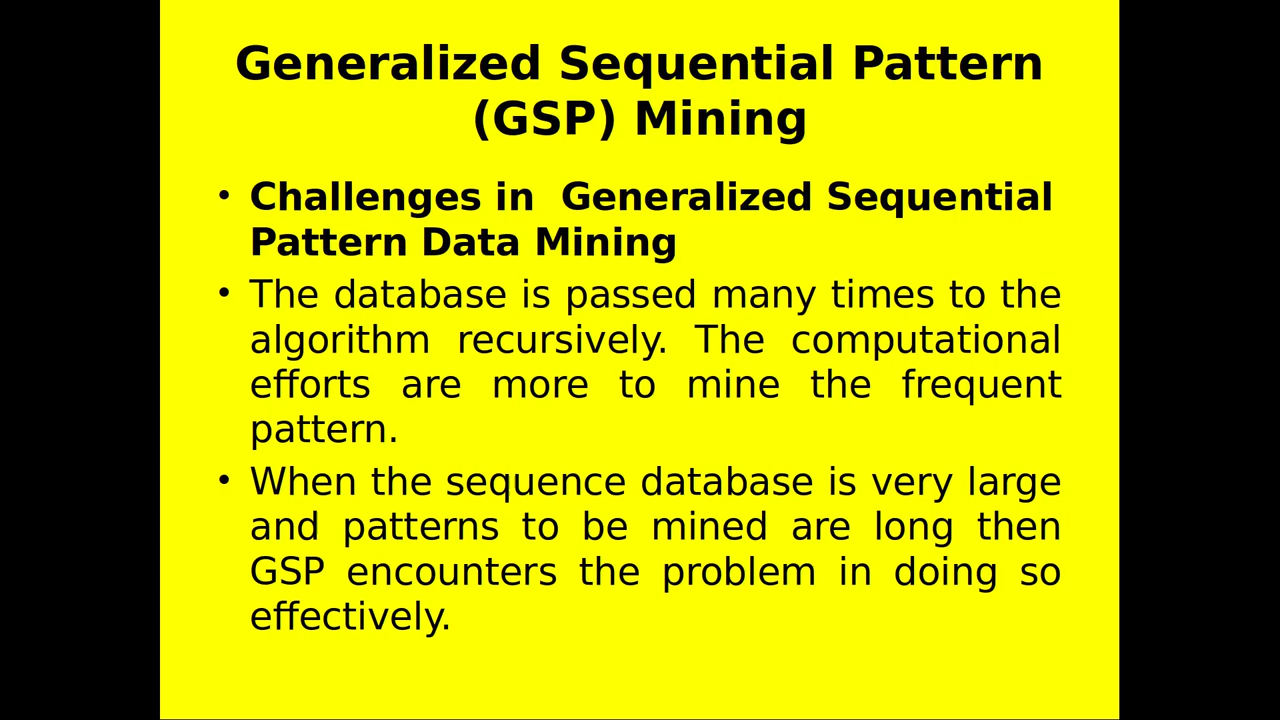 Generalized Sequential Pattern
(GSP) Mining
• Challenges in  Generalized Sequential
Pattern Data Mining
• The database is passed many times to the
algorithm recursively. The computational
efforts are more to mine the frequent
pattern.
• When the sequence database is very large
and patterns to be mined are long then
GSP encounters the problem in doing so
effectively.